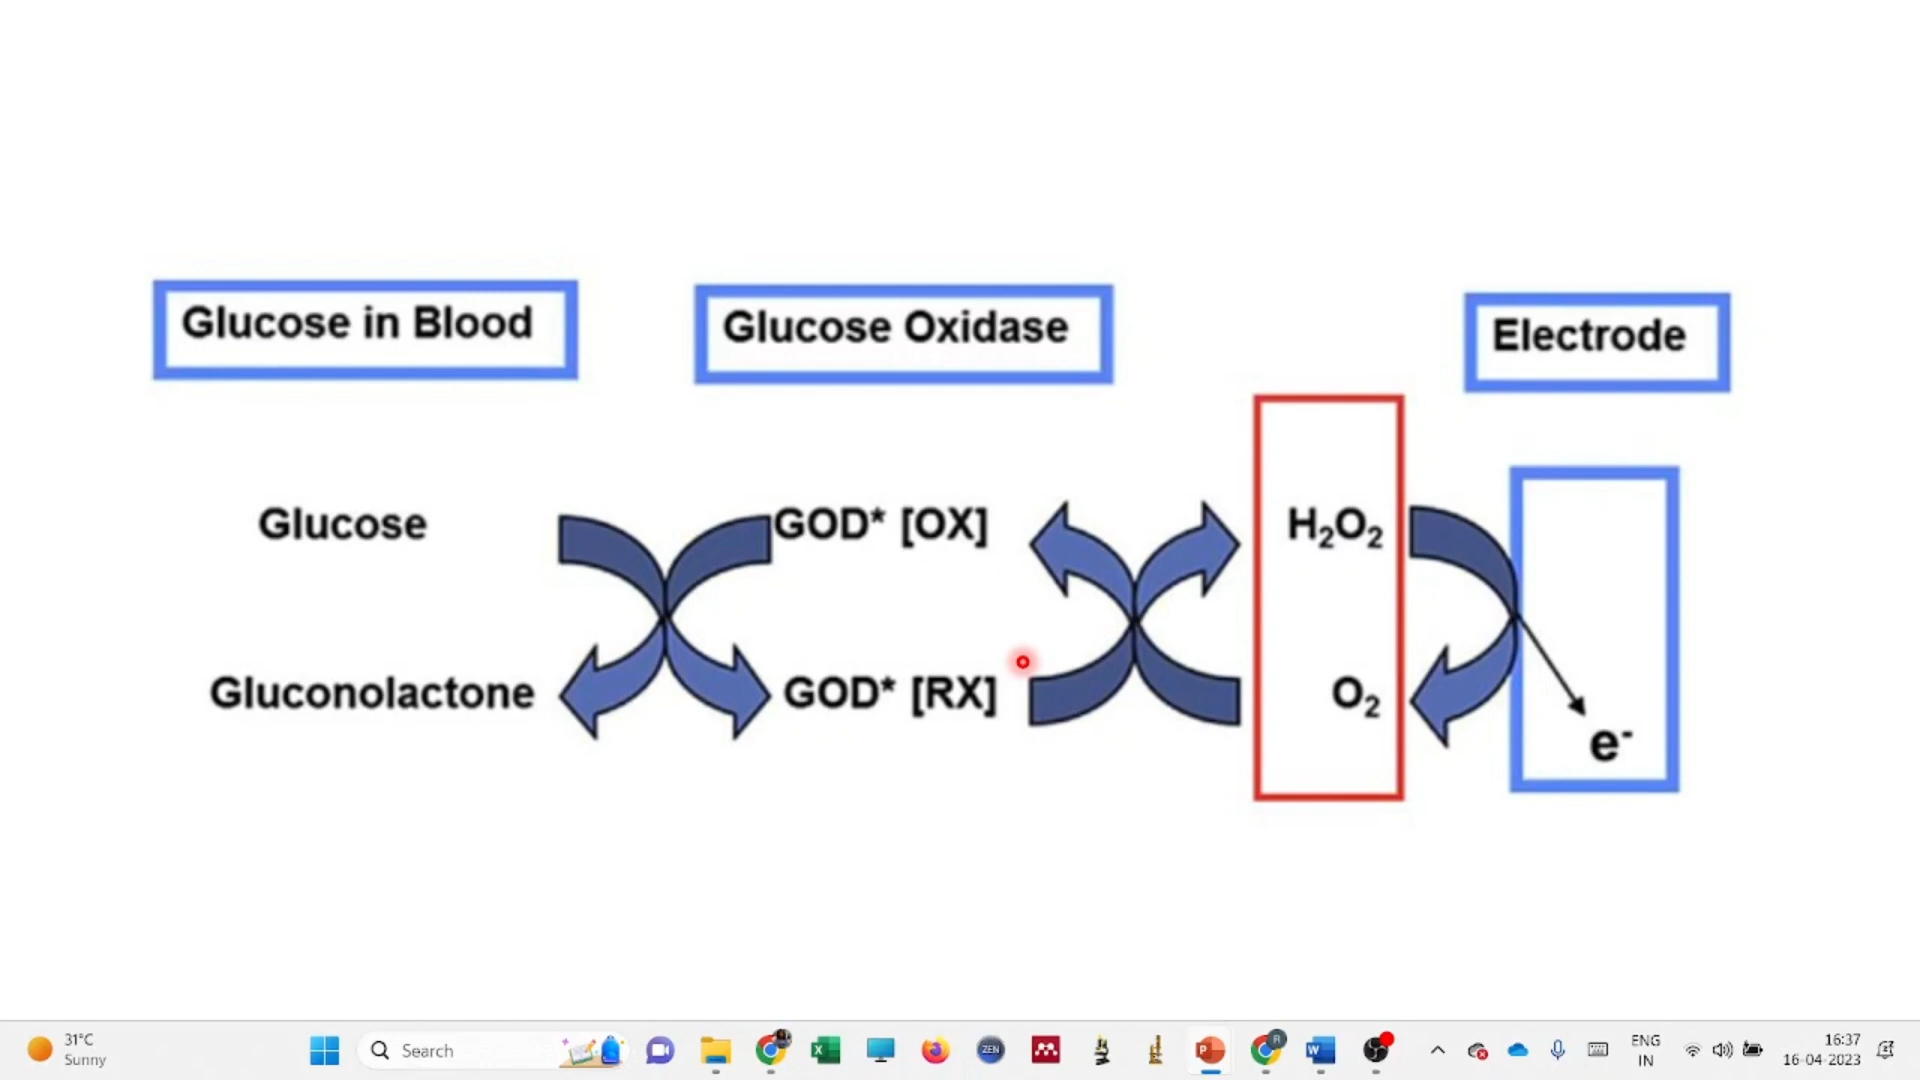 Glucose in Blood
Glucose Oxidase
Electrode
Glucose
GOD* [OX]
H₂O₂
Gluconolactone
GOD* [RX]
O₂
e⁻
31°C
Sunny
Search
ZEN
ENG
IN
16:37
16-04-2023